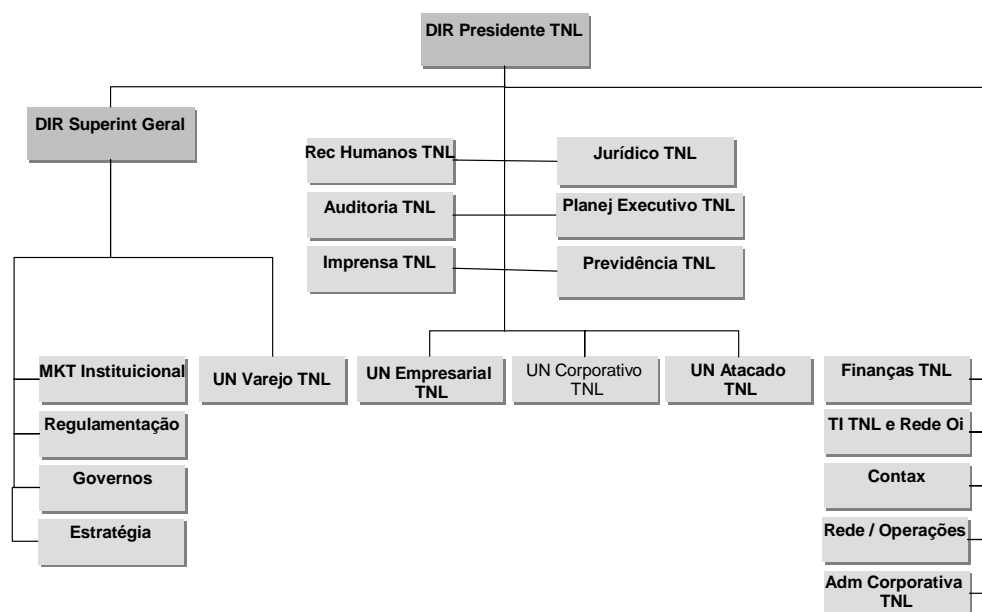 DIR Presidente TNL
DIR Superint Geral
Rec Humanos TNL
Jurídico TNL
Auditoria TNL
Planej Executivo TNL
Imprensa TNL
Previdência TNL
MKT Instituicional
UN Varejo TNL
UN Empresarial
TNL
UN Corporativo
TNL
UN Atacado
TNL
Finanças TNL
Regulamentação
TI TNL e Rede Oi
Governos
Contax
Estratégia
Rede / Operações
Adm Corporativa
TNL